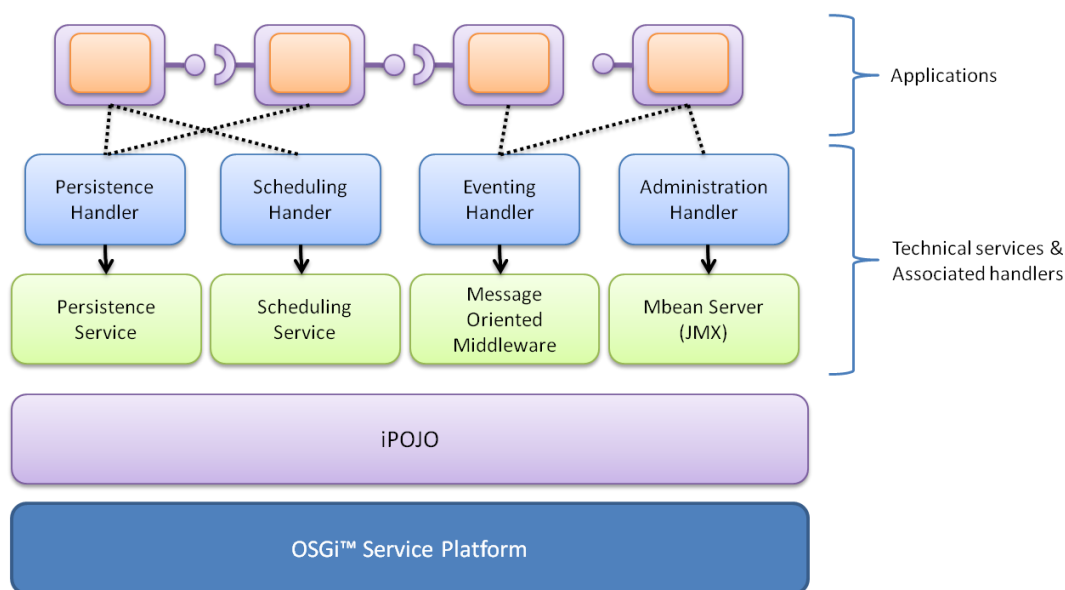 Applications
Persistence
Handler
Scheduling
Hander
Eventing
Handler
Administration
Handler
Technical services &
Associated handlers
Persistence
Service
Scheduling
Service
Message
Oriented
Middleware
Mbean Server
(JMX)
iPOJO
OSGi™ Service Platform